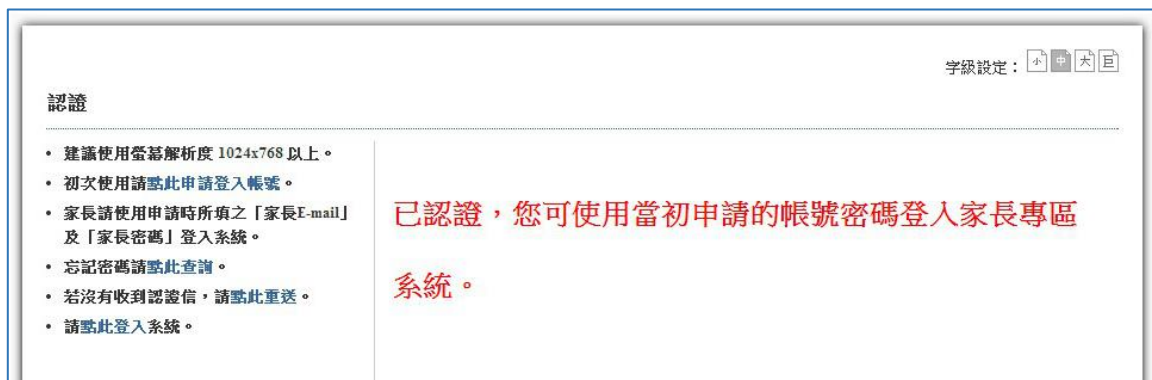 字級設定：小 中 大 巨
認證
• 建議使用螢幕解析度 1024x768 以上。
• 初次使用請點此申請登入帳號。
• 家長請使用申請時所填之「家長E-mail」
及「家長密碼」登入系統。
• 忘記密碼請點此查詢。
• 若沒有收到認證信，請點此重送。
• 請點此登入系統。
已認證，您可使用當初申請的帳號密碼登入家長專區
系統。